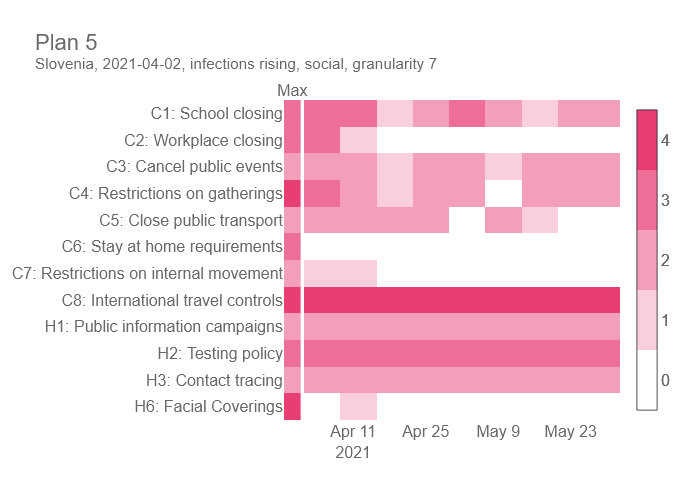 Plan 5
Slovenia, 2021-04-02, infections rising, social, granularity 7
Max
C1: School closing
C2: Workplace closing
C3: Cancel public events
C4: Restrictions on gatherings
C5: Close public transport
C6: Stay at home requirements
C7: Restrictions on internal movement
C8: International travel controls
H1: Public information campaigns
H2: Testing policy
H3: Contact tracing
H6: Facial Coverings
Apr 11 Apr 25 May 9 May 23
2021
4
3
2
1
0